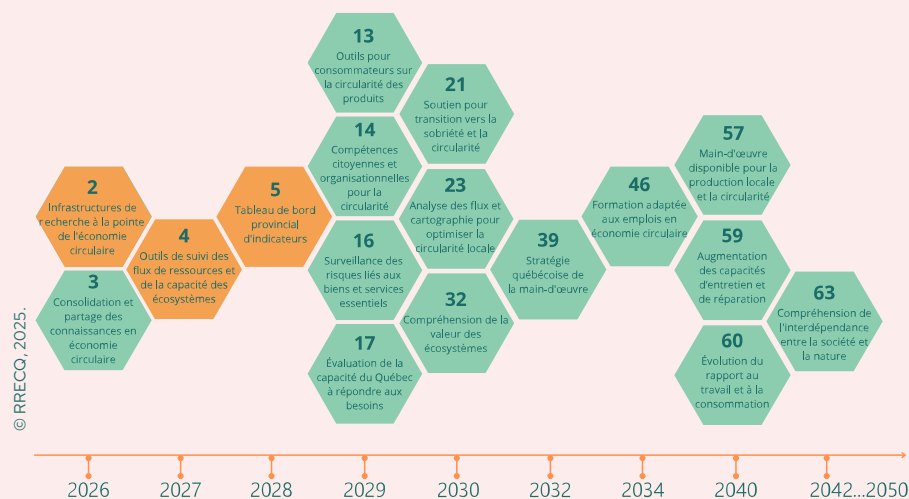 13
Outils pour
consommateurs sur
la circularité des
produits
21
Soutien pour
transition vers la
sobriété et la
circularité
14
Compétences
citoyennes et
organisationnelles
pour la
circularité
57
Main-d'œuvre
disponible pour la
production locale
et la circularité
2
Infrastructures de
recherche à la pointe
de l'économie
circulaire
5
Tableau de bord
provincial
d'indicateurs
23
Analyse des flux et
cartographie pour
optimiser la
circularité locale
46
Formation adaptée
aux emplois en
économie circulaire
4
Outils de suivi des
flux de ressources et
de la capacité des
écosystèmes
16
Surveillance des
risques liés aux
biens et services
essentiels
39
Stratégie
québécoise de
la main-d'œuvre
59
Augmentation
des capacités
d'entretien et
de réparation
3
Consolidation et
partage des
connaissances en
économie
circulaire
32
Compréhension de la
valeur des
écosystèmes
63
Compréhension de
l'interdépendance
entre la société et
la nature
17
Évaluation de la
capacité du Québec
à répondre aux
besoins
60
Évolution du
rapport au
travail et à la
consommation
© RRECQ, 2025.
2026 2027 2028 2029 2030 2032 2034 2040 2042...2050